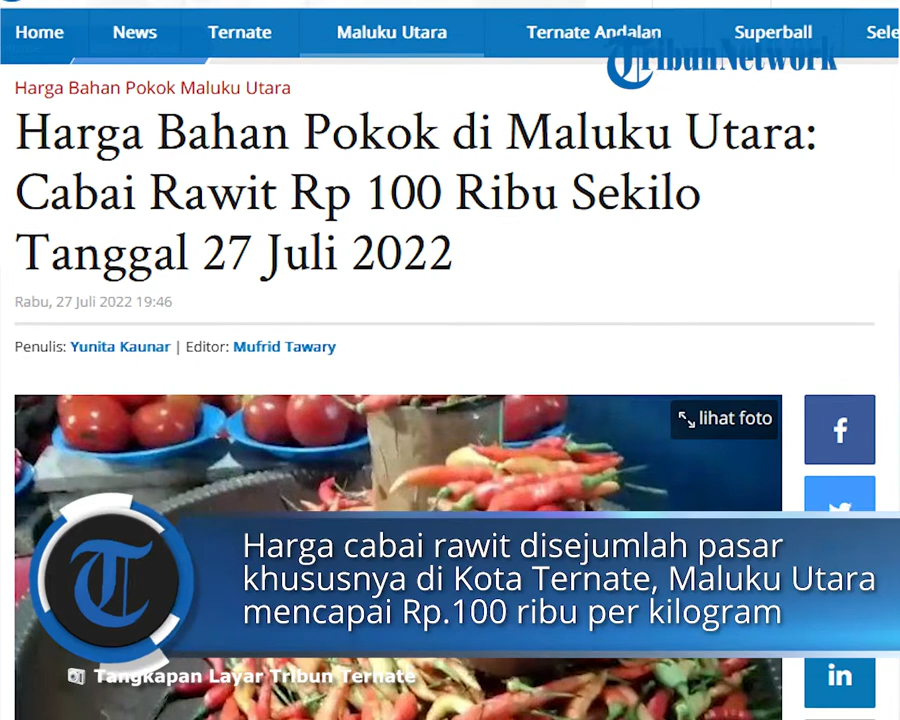 Home News Ternate Maluku Utara Ternate Andalan Superball Sele
TribunNetwork
Harga Bahan Pokok Maluku Utara
Harga Bahan Pokok di Maluku Utara:
Cabai Rawit Rp 100 Ribu Sekilo
Tanggal 27 Juli 2022
Rabu, 27 Juli 2022 19:46
Penulis: Yunita Kaunar | Editor: Mufrid Tawary
lihat foto
f
Harga cabai rawit disejumlah pasar
khususnya di Kota Ternate, Maluku Utara
mencapai Rp.100 ribu per kilogram
T
Tangkapan Layar Tribun Ternate
in